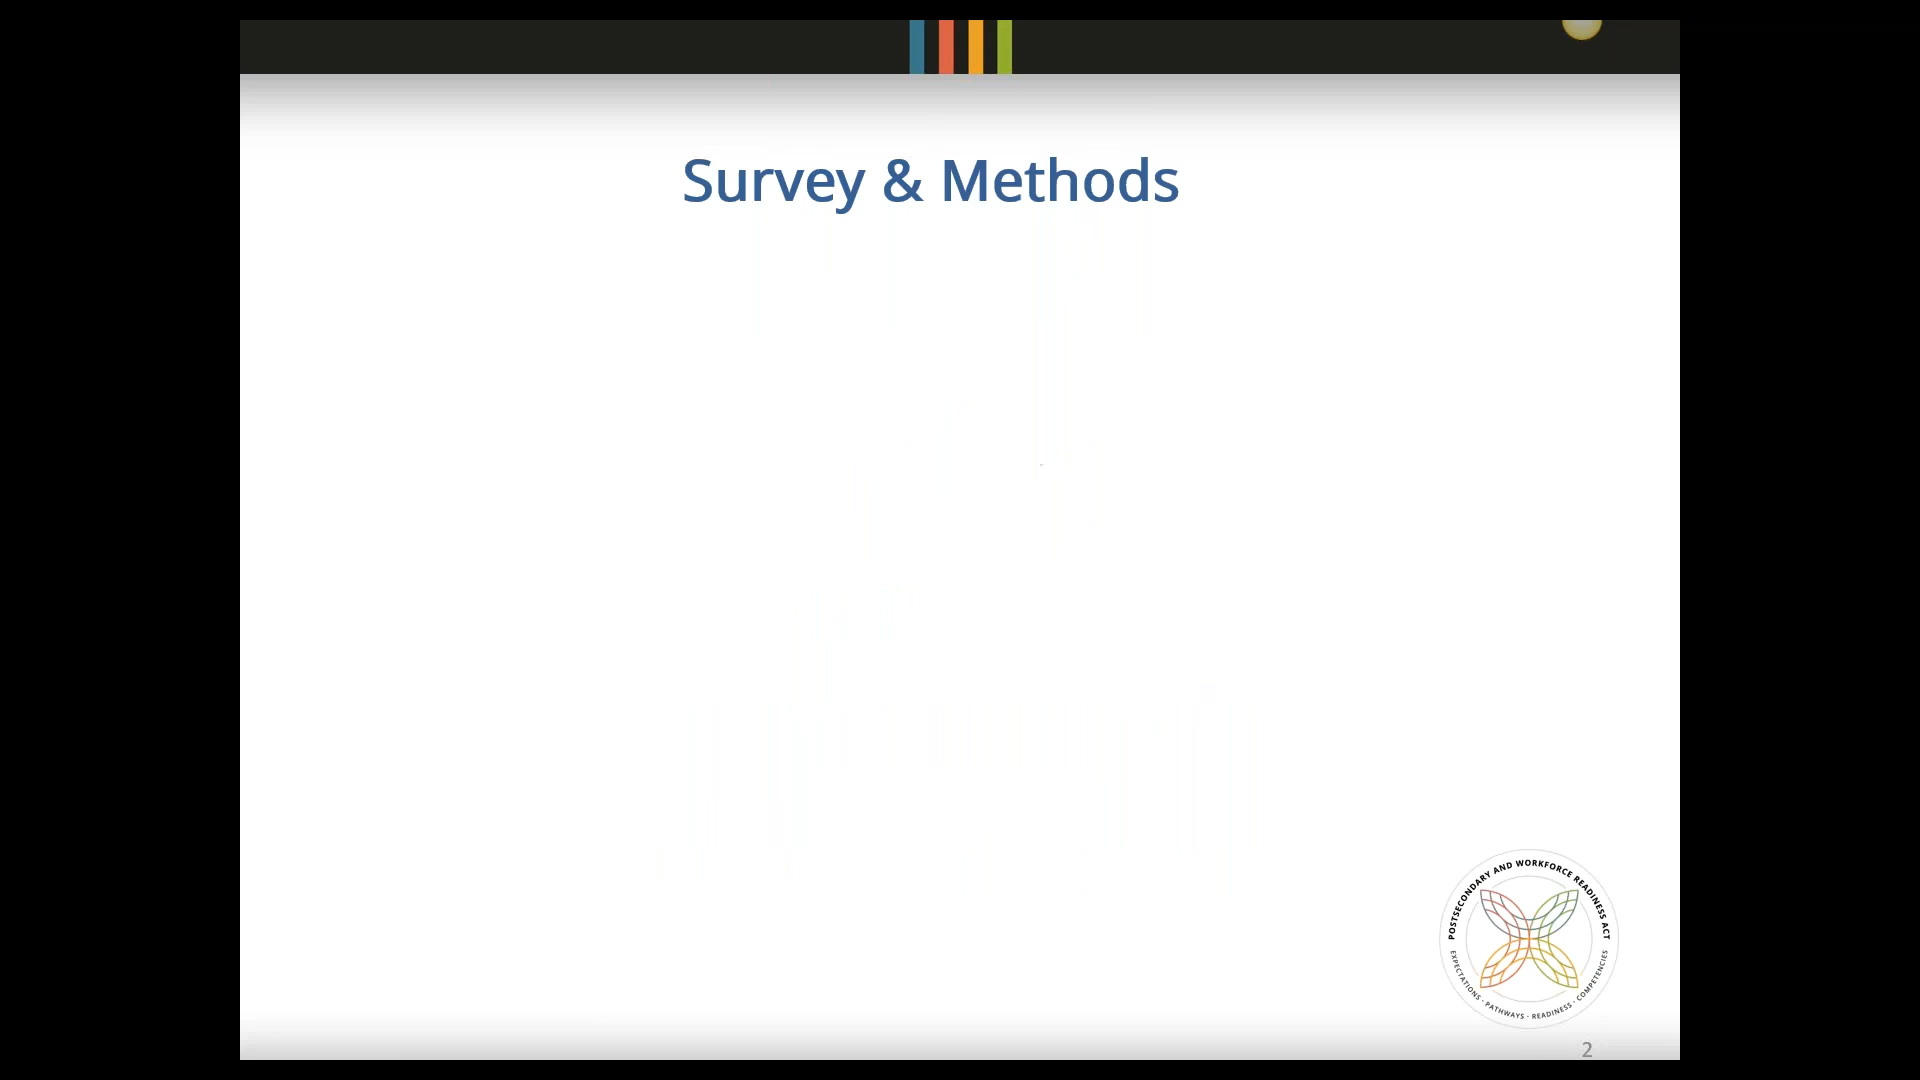 Survey & Methods
POSTSECONDARY AND WORKFORCE READINESS ACT
EXPECTATIONS · PATHWAYS · READINESS · COMPETENCIES
2